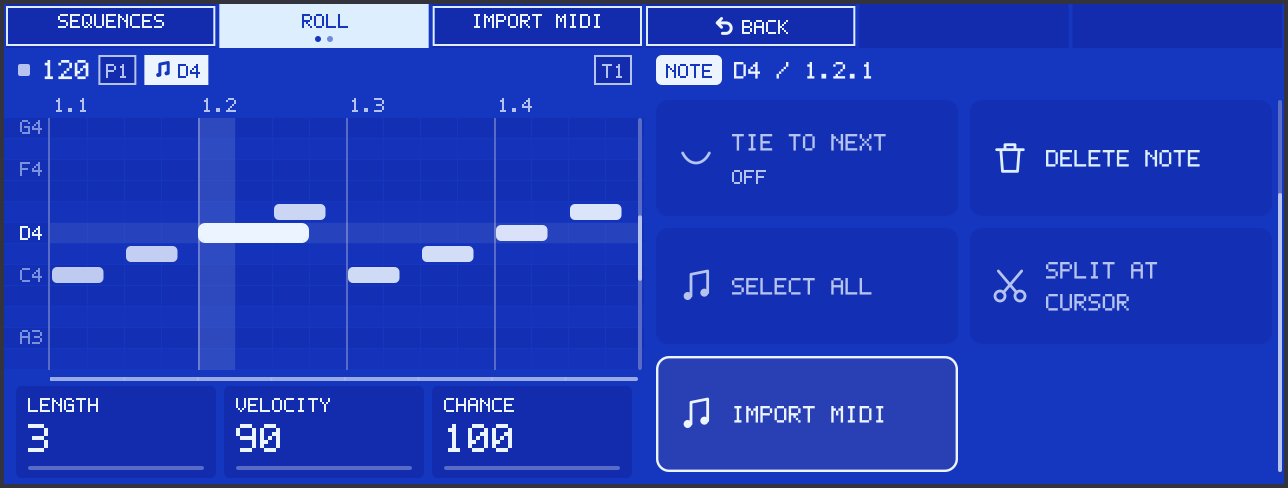 SEQUENCES
ROLL
IMPORT MIDI
BACK
120
P1
D4
T1
NOTE
D4 / 1.2.1
1.1
1.2
1.3
1.4
G4
F4
D4
C4
A3
TIE TO NEXT
OFF
DELETE NOTE
SELECT ALL
SPLIT AT
CURSOR
IMPORT MIDI
LENGTH
3
VELOCITY
90
CHANCE
100